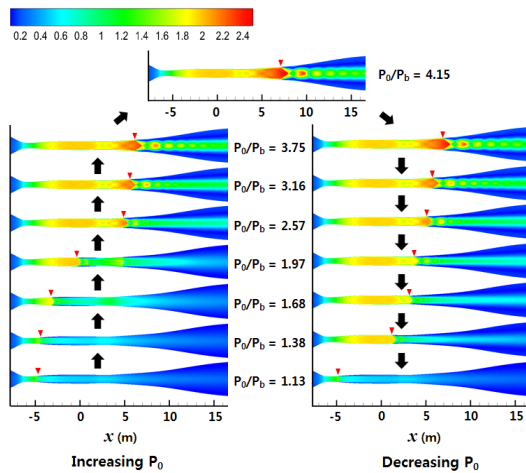 0.2 0.4 0.6 0.8 1 1.2 1.4 1.6 1.8 2 2.2 2.4
P0/Pb = 4.15
-5 0 5 10 15
P0/Pb = 3.75
P0/Pb = 3.16
P0/Pb = 2.57
P0/Pb = 1.97
P0/Pb = 1.68
P0/Pb = 1.38
P0/Pb = 1.13
-5 0 5 10 15
x (m)
Increasing P0
-5 0 5 10 15
x (m)
Decreasing P0